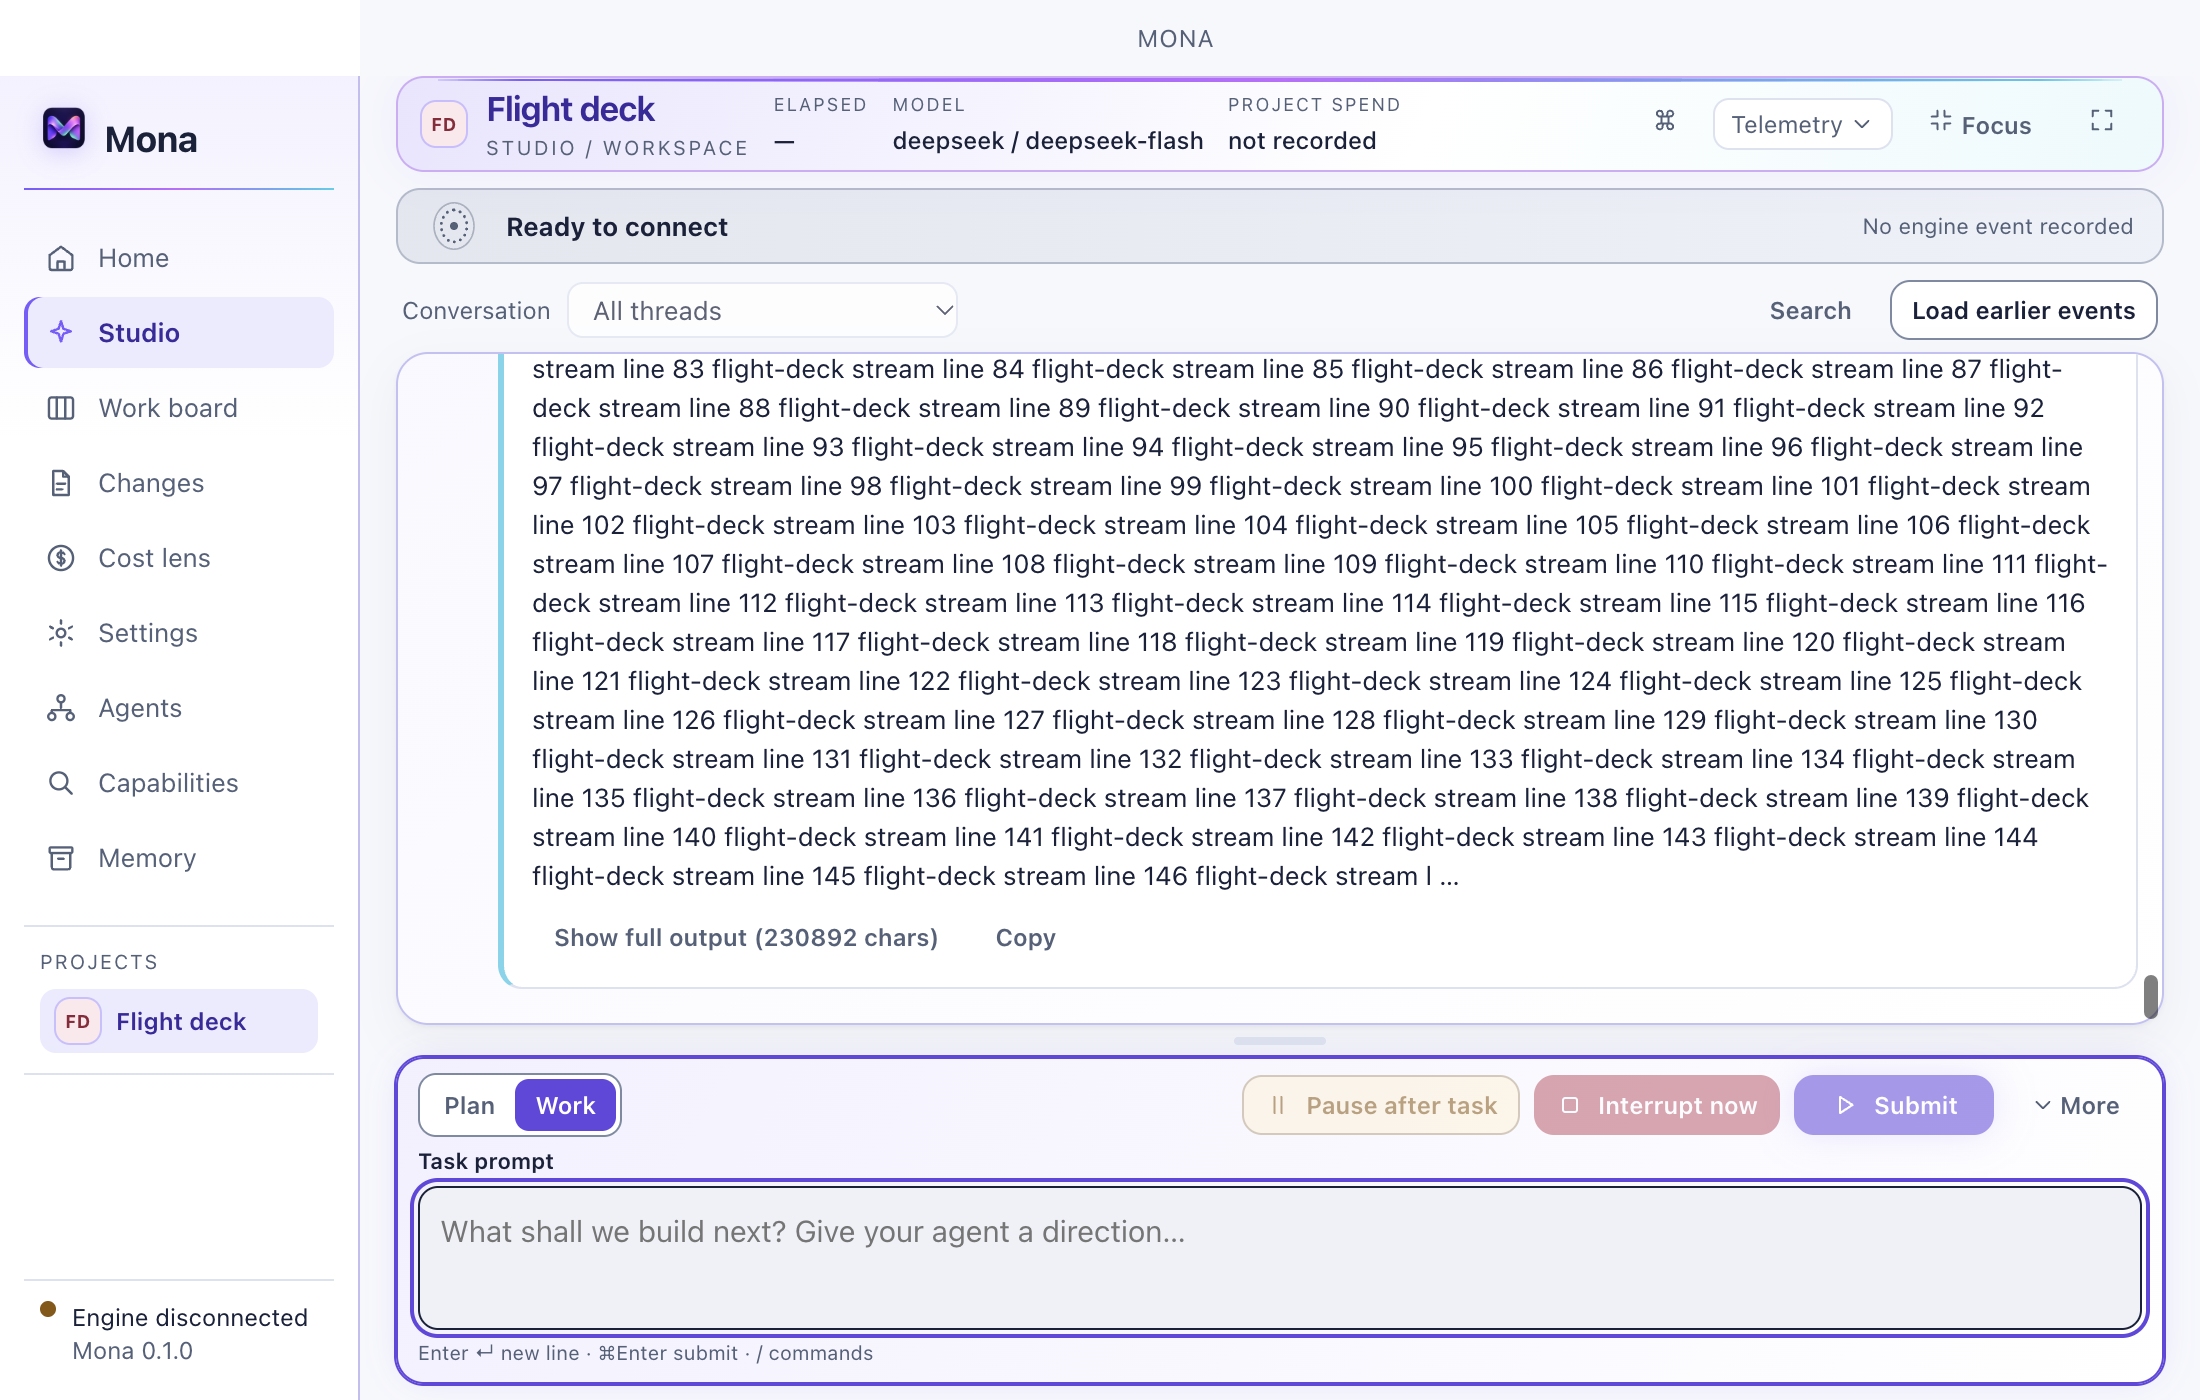 MONA
Mona
Home
Studio
Work board
Changes
Cost lens
Settings
Agents
Capabilities
Memory
PROJECTS
FD Flight deck
Engine disconnected
Mona 0.1.0
FD
Flight deck
STUDIO / WORKSPACE
ELAPSED
—
MODEL
deepseek / deepseek-flash
PROJECT SPEND
not recorded
⌘
Telemetry
Focus
Ready to connect
No engine event recorded
Conversation
All threads
Search
Load earlier events
stream line 83 flight-deck stream line 84 flight-deck stream line 85 flight-deck stream line 86 flight-deck stream line 87 flight-
deck stream line 88 flight-deck stream line 89 flight-deck stream line 90 flight-deck stream line 91 flight-deck stream line 92
flight-deck stream line 93 flight-deck stream line 94 flight-deck stream line 95 flight-deck stream line 96 flight-deck stream line
97 flight-deck stream line 98 flight-deck stream line 99 flight-deck stream line 100 flight-deck stream line 101 flight-deck stream
line 102 flight-deck stream line 103 flight-deck stream line 104 flight-deck stream line 105 flight-deck stream line 106 flight-deck
stream line 107 flight-deck stream line 108 flight-deck stream line 109 flight-deck stream line 110 flight-deck stream line 111 flight-
deck stream line 112 flight-deck stream line 113 flight-deck stream line 114 flight-deck stream line 115 flight-deck stream line 116
flight-deck stream line 117 flight-deck stream line 118 flight-deck stream line 119 flight-deck stream line 120 flight-deck stream
line 121 flight-deck stream line 122 flight-deck stream line 123 flight-deck stream line 124 flight-deck stream line 125 flight-deck
stream line 126 flight-deck stream line 127 flight-deck stream line 128 flight-deck stream line 129 flight-deck stream line 130
flight-deck stream line 131 flight-deck stream line 132 flight-deck stream line 133 flight-deck stream line 134 flight-deck stream
line 135 flight-deck stream line 136 flight-deck stream line 137 flight-deck stream line 138 flight-deck stream line 139 flight-deck
stream line 140 flight-deck stream line 141 flight-deck stream line 142 flight-deck stream line 143 flight-deck stream line 144
flight-deck stream line 145 flight-deck stream line 146 flight-deck stream l ...
Show full output (230892 chars)
Copy
Plan
Work
Pause after task
Interrupt now
Submit
More
Task prompt
What shall we build next? Give your agent a direction...
Enter ↵ new line · ⌘Enter submit · / commands